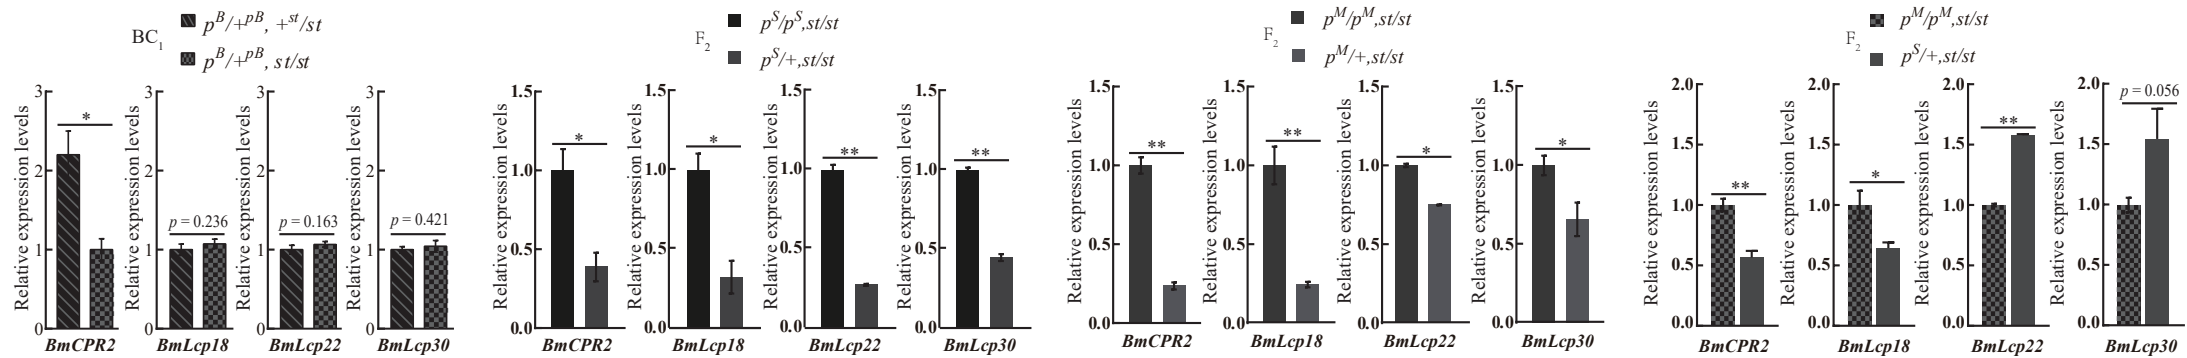 BC1
p^B/+^pB, +^st/st
p^B/+^pB, st/st
Relative expression levels
3
2
1
0
*
BmCPR2
Relative expression levels
3
2
1
0
p = 0.236
BmLcp18
Relative expression levels
3
2
1
0
p = 0.163
BmLcp22
Relative expression levels
3
2
1
0
p = 0.421
BmLcp30
F2
p^S/p^S,st/st
p^S/+,st/st
Relative expression levels
1.5
1.0
0.5
0.0
*
BmCPR2
Relative expression levels
1.5
1.0
0.5
0.0
*
BmLcp18
Relative expression levels
1.5
1.0
0.5
0.0
**
BmLcp22
Relative expression levels
1.5
1.0
0.5
0.0
**
BmLcp30
F2
p^M/p^M,st/st
p^M/+,st/st
Relative expression levels
1.5
1.0
0.5
0.0
**
BmCPR2
Relative expression levels
1.5
1.0
0.5
0.0
**
BmLcp18
Relative expression levels
1.5
1.0
0.5
0.0
*
BmLcp22
Relative expression levels
1.5
1.0
0.5
0.0
*
BmLcp30
F2
p^M/p^M,st/st
p^S/+,st/st
Relative expression levels
2.0
1.5
1.0
0.5
0.0
**
BmCPR2
Relative expression levels
2.0
1.5
1.0
0.5
0.0
*
BmLcp18
Relative expression levels
2.0
1.5
1.0
0.5
0.0
**
BmLcp22
Relative expression levels
2.0
1.5
1.0
0.5
0.0
p = 0.056
BmLcp30